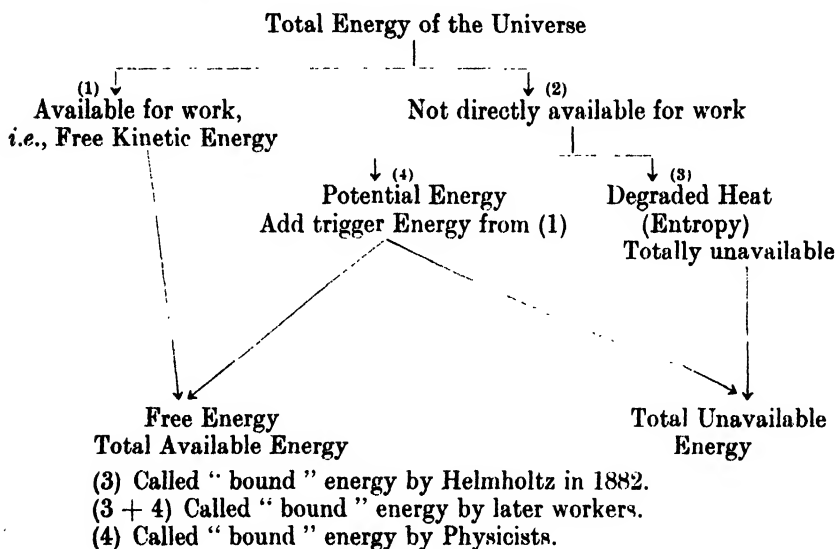 Total Energy of the Universe
(1)
(2)
Available for work,
Not directly available for work
i.e., Free Kinetic Energy
(4)
(3)
Potential Energy
Degraded Heat
Add trigger Energy from (1)
(Entropy)
Totally unavailable
Free Energy
Total Unavailable
Total Available Energy
Energy
(3) Called “ bound ” energy by Helmholtz in 1882.
(3 + 4) Called “ bound ” energy by later workers.
(4) Called “ bound ” energy by Physicists.